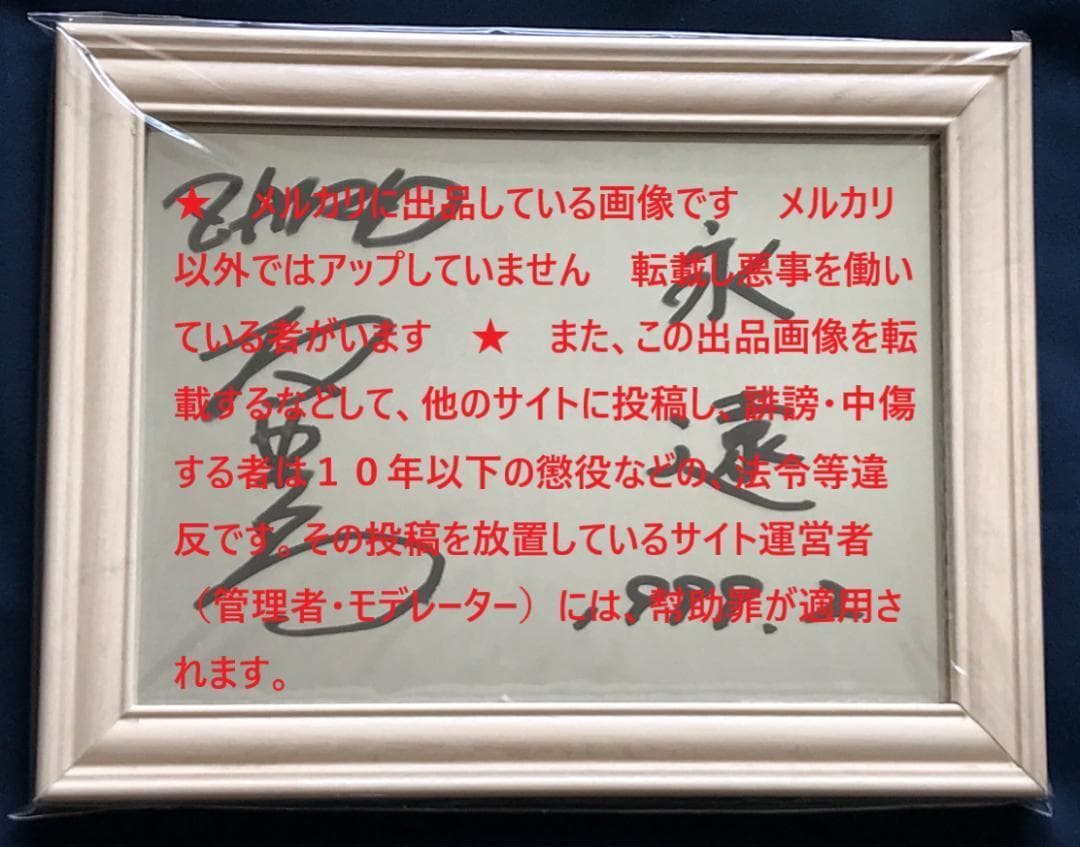 ★　メルカリに出品している画像です　メルカリ
以外ではアップしていません　転載し悪事を働い
ている者がいます　★　また、この出品画像を転
載するなどして、他のサイトに投稿し、誹謗・中傷
する者は１０年以下の懲役などの、法令等違
反です。その投稿を放置しているサイト運営者
（管理者・モデレーター）には、幇助罪が適用さ
れます。
永遠